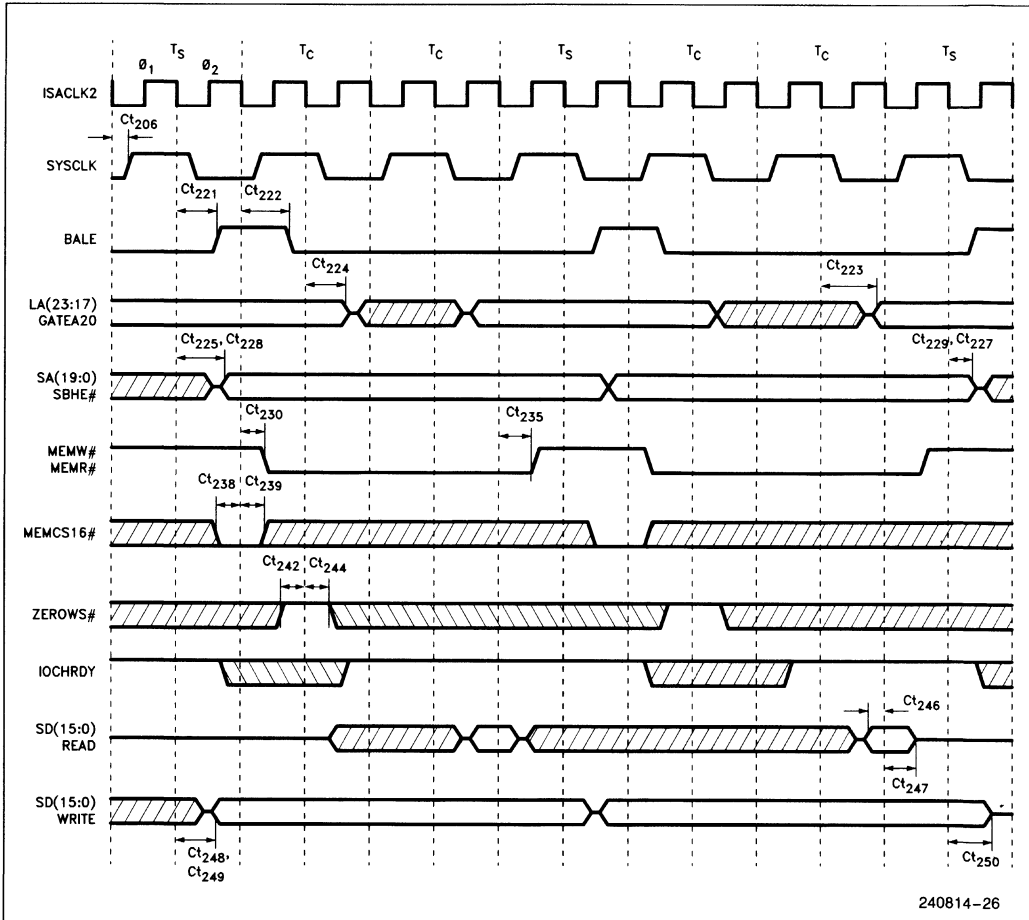 T_S T_C T_C T_S T_C T_C T_S
Ø_1 Ø_2
ISACLK2
Ct_206
SYSCLK
Ct_221 Ct_222
BALE
Ct_224 Ct_223
LA(23:17)
GATEA20
Ct_225, Ct_228 Ct_229, Ct_227
SA(19:0)
SBHE#
Ct_230 Ct_235
MEMW#
MEMR#
Ct_238 Ct_239
MEMCS16#
Ct_242 Ct_244
ZEROWS#
IOCHRDY
Ct_246
SD(15:0)
READ
Ct_247
SD(15:0)
WRITE
Ct_248,
Ct_249
Ct_250
240814-26